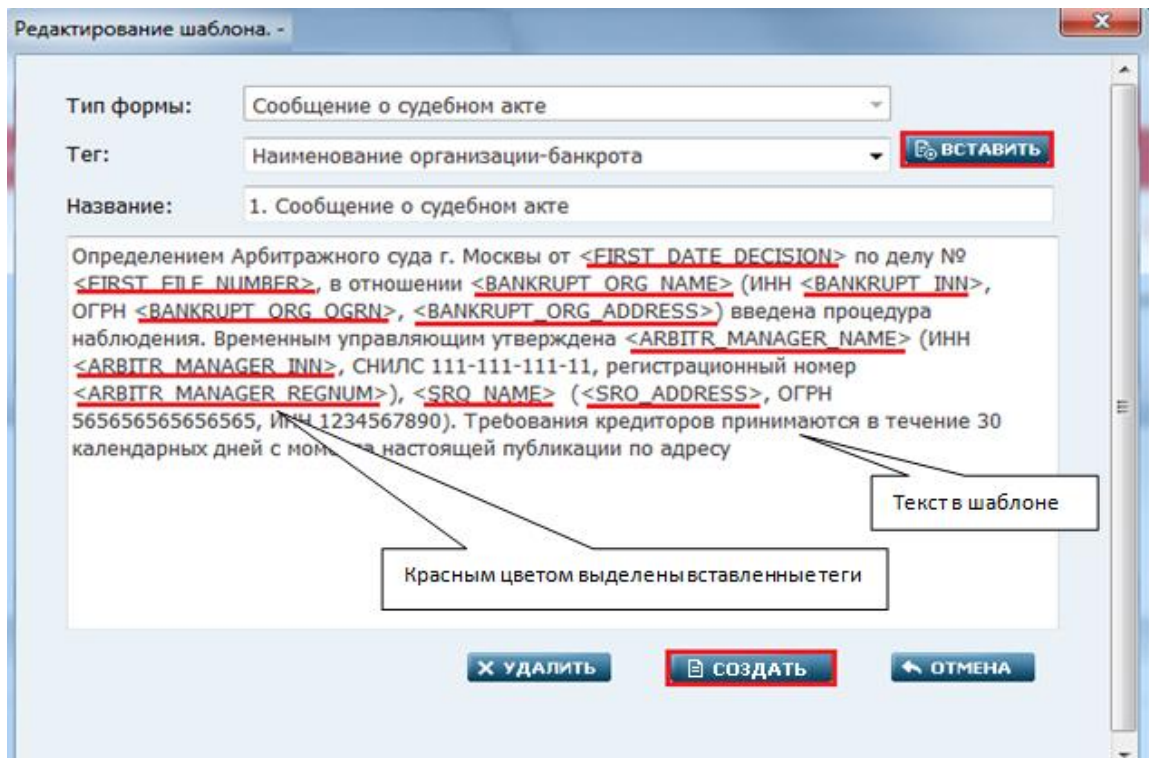 Редактирование шаблона. -
Тип формы: Сообщение о судебном акте
Тег: Наименование организации-банкрота ВСТАВИТЬ
Название: 1. Сообщение о судебном акте
Определением Арбитражного суда г. Москвы от <FIRST_DATE_DECISION> по делу №
<FIRST_FILE_NUMBER>, в отношении <BANKRUPT_ORG_NAME> (ИНН <BANKRUPT_INN>,
ОГРН <BANKRUPT_ORG_OGRN>, <BANKRUPT_ORG_ADDRESS>) введена процедура
наблюдения. Временным управляющим утверждена <ARBITR_MANAGER_NAME> (ИНН
<ARBITR_MANAGER_INN>, СНИЛС 111-111-111-11, регистрационный номер
<ARBITR_MANAGER_REGNUM>), <SRO_NAME> (<SRO_ADDRESS>, ОГРН
565656565656565, ИНН 1234567890). Требования кредиторов принимаются в течение 30
календарных дней с момента настоящей публикации по адресу
Текст в шаблоне
Красным цветом выделены вставленные теги
УДАЛИТЬ СОЗДАТЬ ОТМЕНА